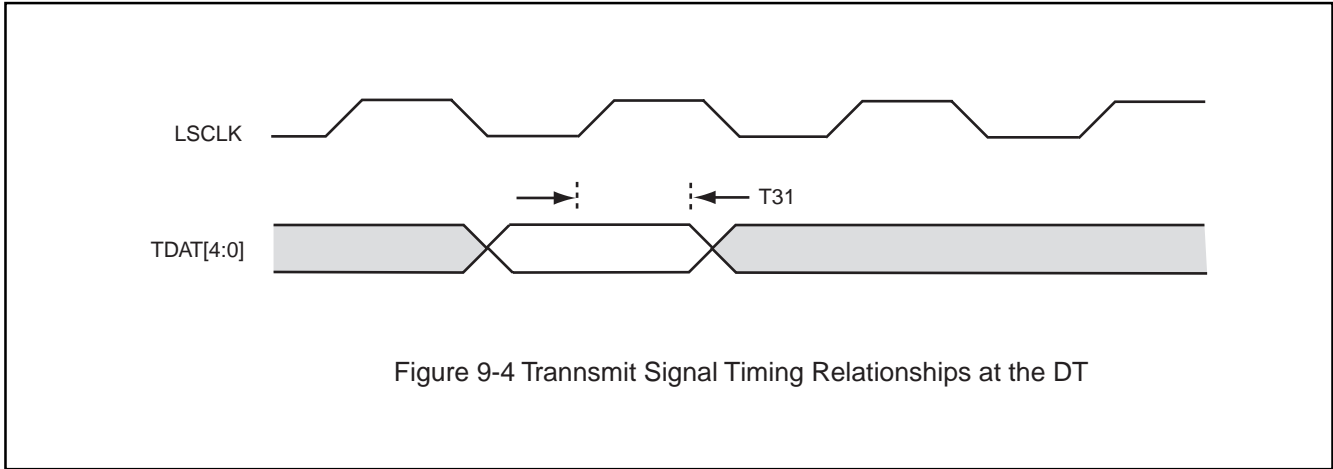 LSCLK
T31
TDAT[4:0]
Figure 9-4 Trannsmit Signal Timing Relationships at the DT